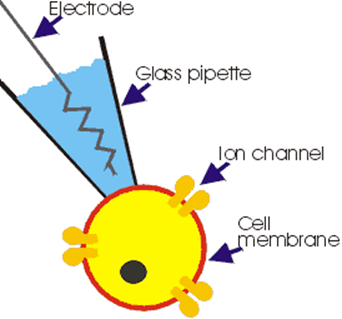 Electrode
Glass pipette
Ion channel
Cell
membrane